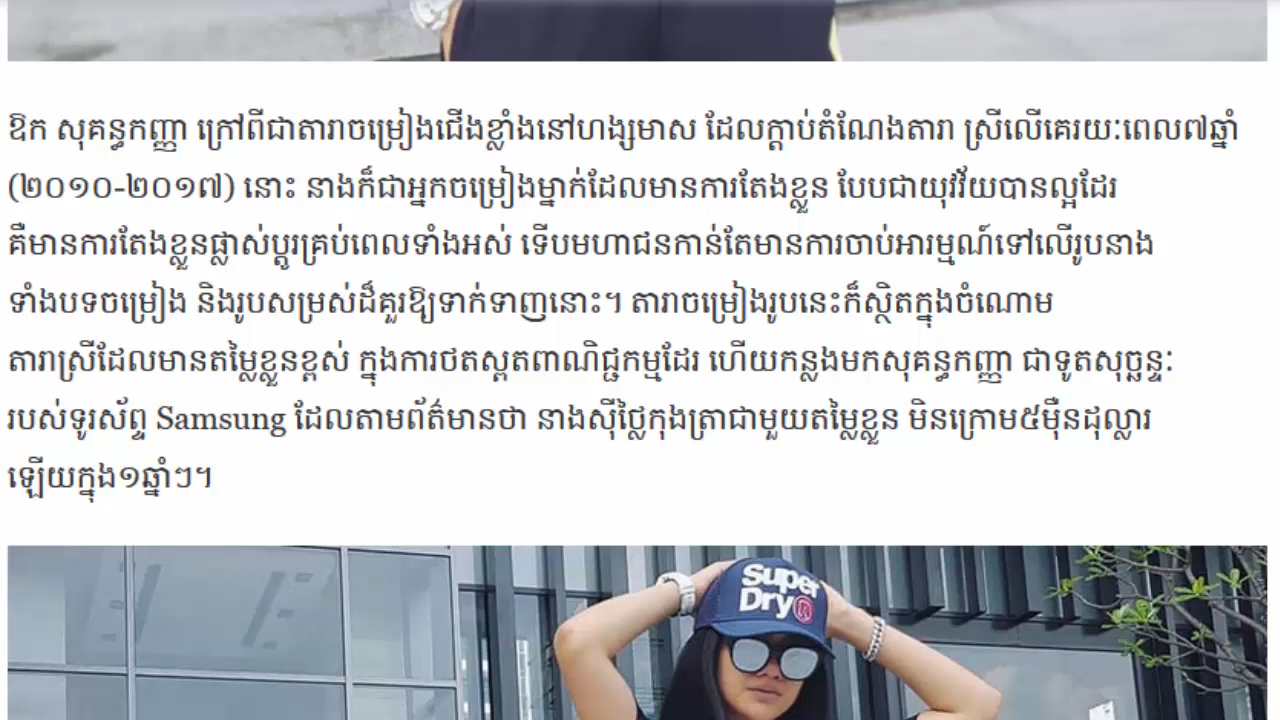 ឱក សុគន្ធកញ្ញា ក្រៅពីជាតារាចម្រៀងជើងខ្លាំងនៅហង្សមាស ដែលក្តាប់តំណែងតារា ស្រីលើគេរយៈពេល៧ឆ្នាំ
(២០១០-២០១៧) នោះ នាងក៏ជាអ្នកចម្រៀងម្នាក់ដែលមានការតែងខ្លួន បែបជាយុវវ័យបានល្អដែរ
គឺមានការតែងខ្លួនផ្លាស់ប្តូរគ្រប់ពេលទាំងអស់ ទើបមហាជនកាន់តែមានការចាប់អារម្មណ៍ទៅលើរូបនាង
ទាំងបទចម្រៀង និងរូបសម្រស់ដ៏គួរឱ្យទាក់ទាញនោះ។ តារាចម្រៀងរូបនេះក៏ស្ថិតក្នុងចំណោម
តារាស្រីដែលមានតម្លៃខ្លួនខ្ពស់ ក្នុងការថតស្ពតពាណិជ្ជកម្មដែរ ហើយកន្លងមកសុគន្ធកញ្ញា ជាទូតសុច្ឆន្ទៈ
របស់ទូរស័ព្ទ Samsung ដែលតាមព័ត៌មានថា នាងស៊ីថ្លៃកុងត្រាជាមួយតម្លៃខ្លួន មិនក្រោម៥ម៉ឺនដុល្លារ
ឡើយក្នុង១ឆ្នាំៗ។
Super
Dry